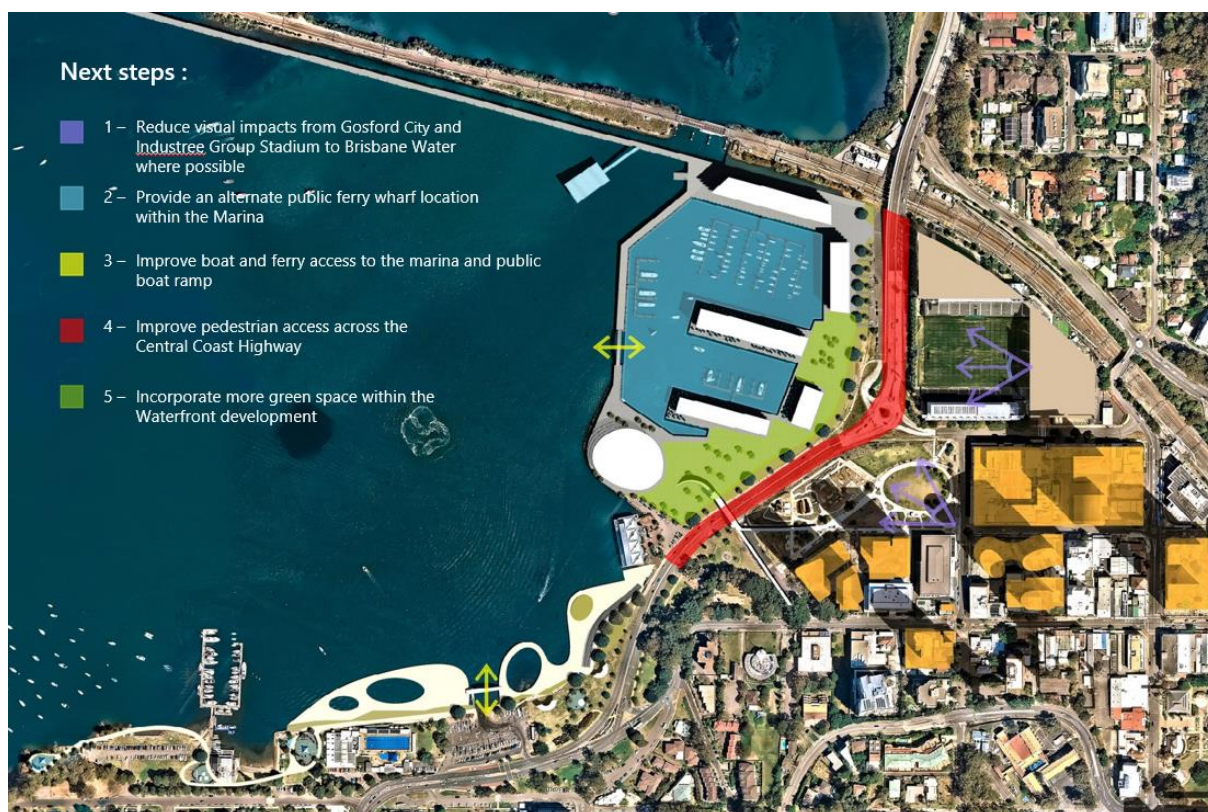 Next steps :
1 – Reduce visual impacts from Gosford City and
Industree Group Stadium to Brisbane Water
where possible
2 – Provide an alternate public ferry wharf location
within the Marina
3 – Improve boat and ferry access to the marina and public
boat ramp
4 – Improve pedestrian access across the
Central Coast Highway
5 – Incorporate more green space within the
Waterfront development